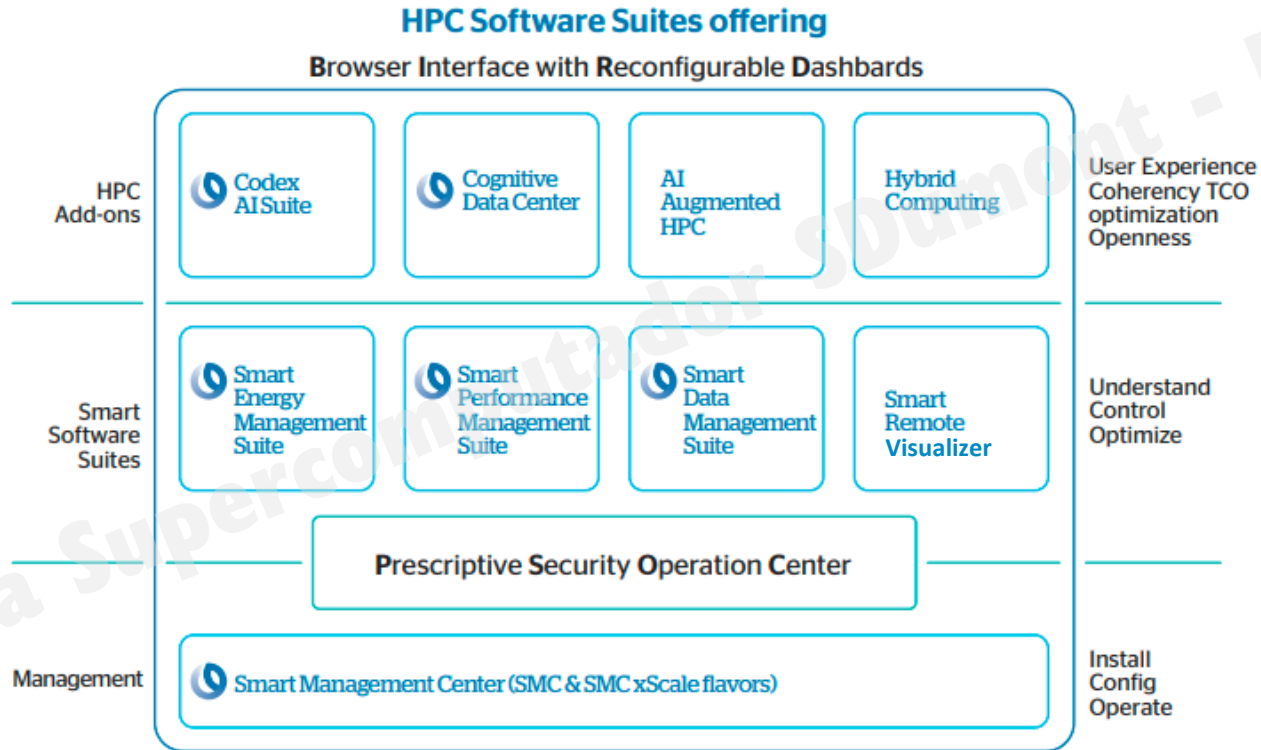 HPC Software Suites offering
Browser Interface with Reconfigurable Dashbards
HPC
Add-ons
Codex
AI Suite
Cognitive
Data Center
AI
Augmented
HPC
Hybrid
Computing
User Experience
Coherency TCO
optimization
Openness
Smart
Software
Suites
Smart
Energy
Management
Suite
Smart
Performance
Management
Suite
Smart
Data
Management
Suite
Smart
Remote
Visualizer
Understand
Control
Optimize
Prescriptive Security Operation Center
Management
Smart Management Center (SMC & SMC xScale flavors)
Install
Config
Operate
a Supercomputador SDumont -